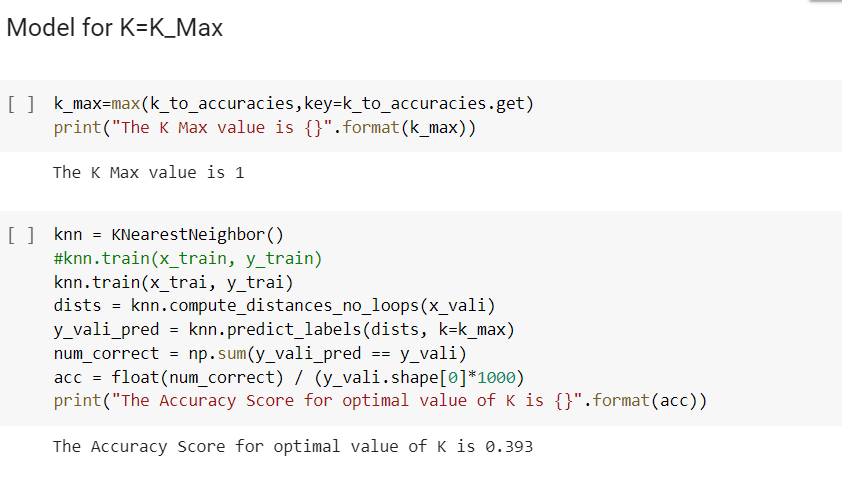 Model for K=K_Max
[ ] k_max=max(k_to_accuracies,key=k_to_accuracies.get)
print("The K Max value is {}".format(k_max))
The K Max value is 1
[ ] knn = KNearestNeighbor()
#knn.train(x_train, y_train)
knn.train(x_trai, y_trai)
dists = knn.compute_distances_no_loops(x_vali)
y_vali_pred = knn.predict_labels(dists, k=k_max)
num_correct = np.sum(y_vali_pred == y_vali)
acc = float(num_correct) / (y_vali.shape[0]*1000)
print("The Accuracy Score for optimal value of K is {}".format(acc))
The Accuracy Score for optimal value of K is 0.393